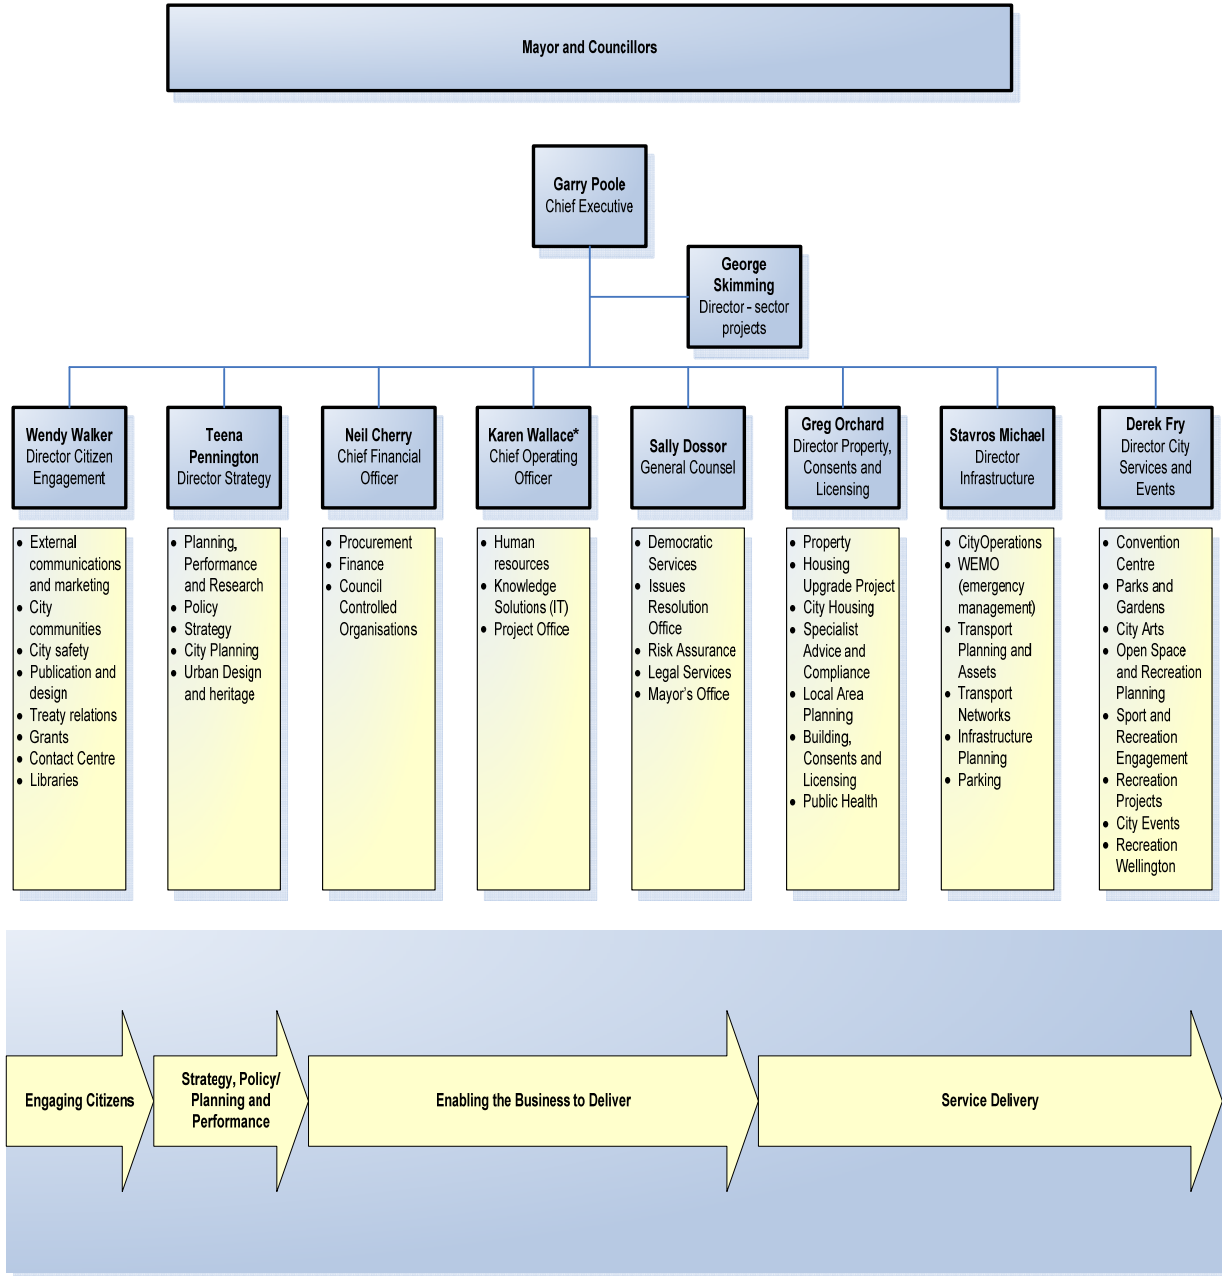 Mayor and Councillors
Garry Poole
Chief Executive
George
Skimming
Director - sector
projects
Wendy Walker
Director Citizen
Engagement
Teena
Pennington
Director Strategy
Neil Cherry
Chief Financial
Officer
Karen Wallace*
Chief Operating
Officer
Sally Dossor
General Counsel
Greg Orchard
Director Property,
Consents and
Licensing
Stavros Michael
Director
Infrastructure
Derek Fry
Director City
Services and
Events
• External
communications
and marketing
• City
communities
• City safety
• Publication and
design
• Treaty relations
• Grants
• Contact Centre
• Libraries
• Planning,
Performance
and Research
• Policy
• Strategy
• City Planning
• Urban Design
and heritage
• Procurement
• Finance
• Council
Controlled
Organisations
• Human
resources
• Knowledge
Solutions (IT)
• Project Office
• Democratic
Services
• Issues
Resolution
Office
• Risk Assurance
• Legal Services
• Mayor's Office
• Property
• Housing
Upgrade Project
• City Housing
• Specialist
Advice and
Compliance
• Local Area
Planning
• Building,
Consents and
Licensing
• Public Health
• CityOperations
• WEMO
(emergency
management)
• Transport
Planning and
Assets
• Transport
Networks
• Infrastructure
Planning
• Parking
• Convention
Centre
• Parks and
Gardens
• City Arts
• Open Space
and Recreation
Planning
• Sport and
Recreation
Engagement
• Recreation
Projects
• City Events
• Recreation
Wellington
Engaging Citizens
Strategy, Policy/
Planning and
Performance
Enabling the Business to Deliver
Service Delivery